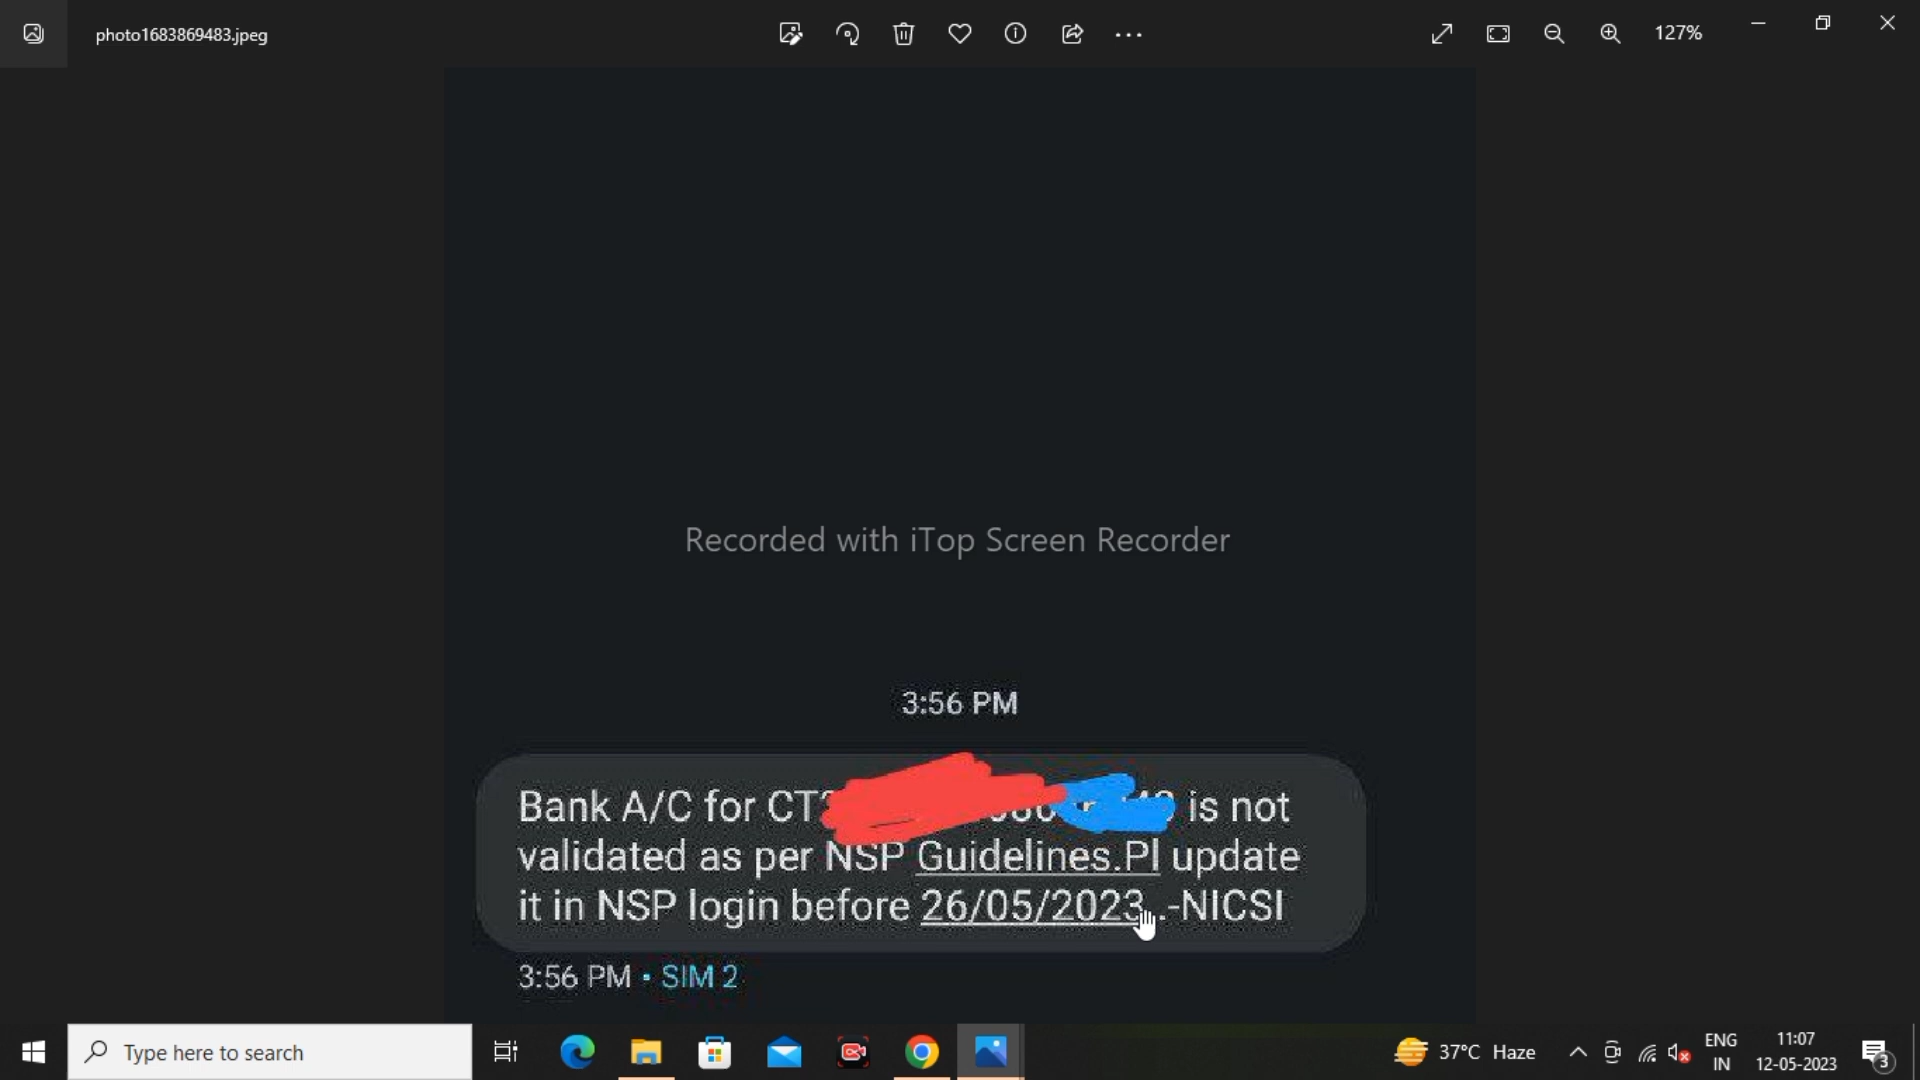 photo1683869483.jpeg
127%
Recorded with iTop Screen Recorder
3:56 PM
Bank A/C for CT is not
validated as per NSP Guidelines.Pl update
it in NSP login before 26/05/2023..-NICSI
3:56 PM • SIM 2
Type here to search
37°C Haze
ENG
IN
11:07
12-05-2023
3